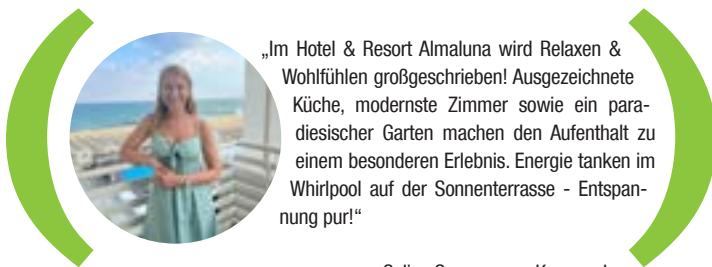 „Im Hotel & Resort Almaluna wird Relaxen &
Wohlfühlen großgeschrieben! Ausgezeichnete
Küche, modernste Zimmer sowie ein para-
diesischer Garten machen den Aufenthalt zu
einem besonderen Erlebnis. Energie tanken im
Whirlpool auf der Sonnenterrasse - Entspan-
nung pur!“